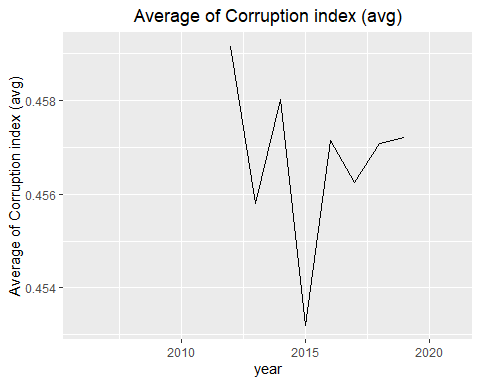 Average of Corruption index (avg)
Average of Corruption index (avg)
0.458
0.456
0.454
2010 2015 2020
year